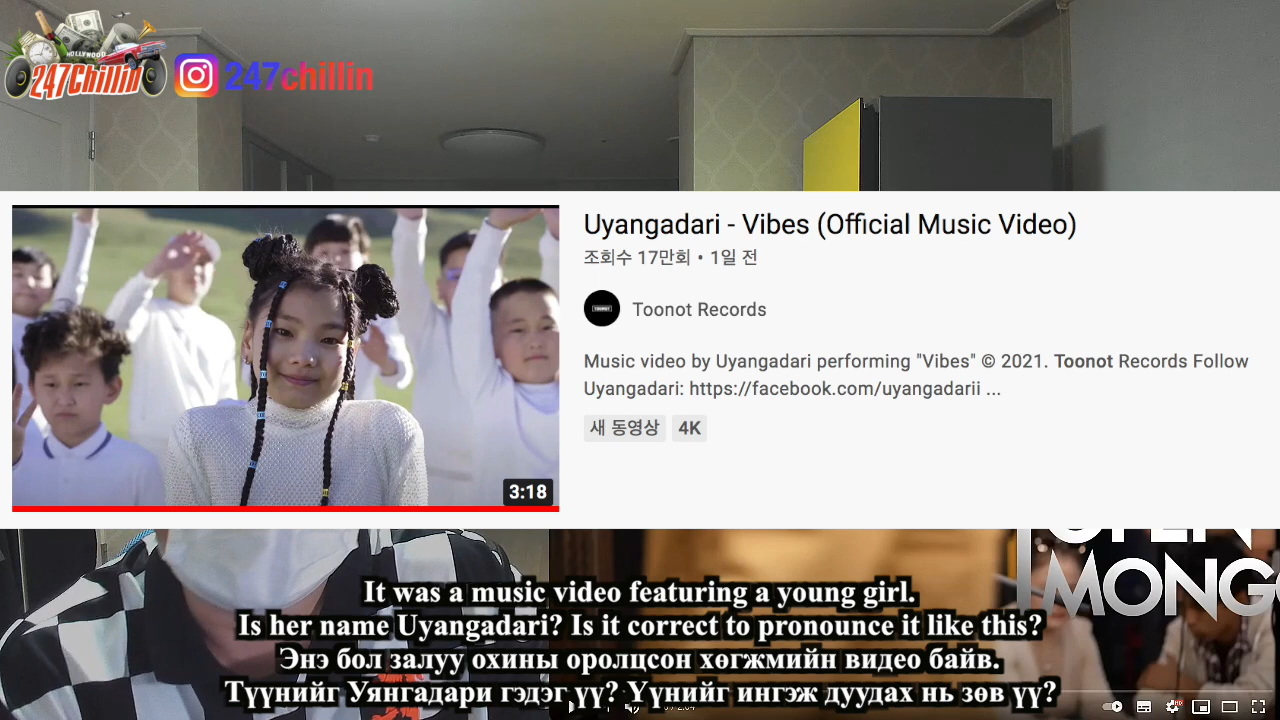 HOLLYWOOD
247Chillin
247chillin
Uyangadari - Vibes (Official Music Video)
조회수 17만회 • 1일 전
TOONOT
Toonot Records
Music video by Uyangadari performing "Vibes" © 2021. Toonot Records Follow
Uyangadari: https://facebook.com/uyangadarii ...
새 동영상 4K
3:18
MONG
It was a music video featuring a young girl.
Is her name Uyangadari? Is it correct to pronounce it like this?
Энэ бол залуу охины оролцсон хөгжмийн видео байв.
Түүнийг Уянгадари гэдэг үү? Үүнийг ингэж дуудах нь зөв үү?
HD